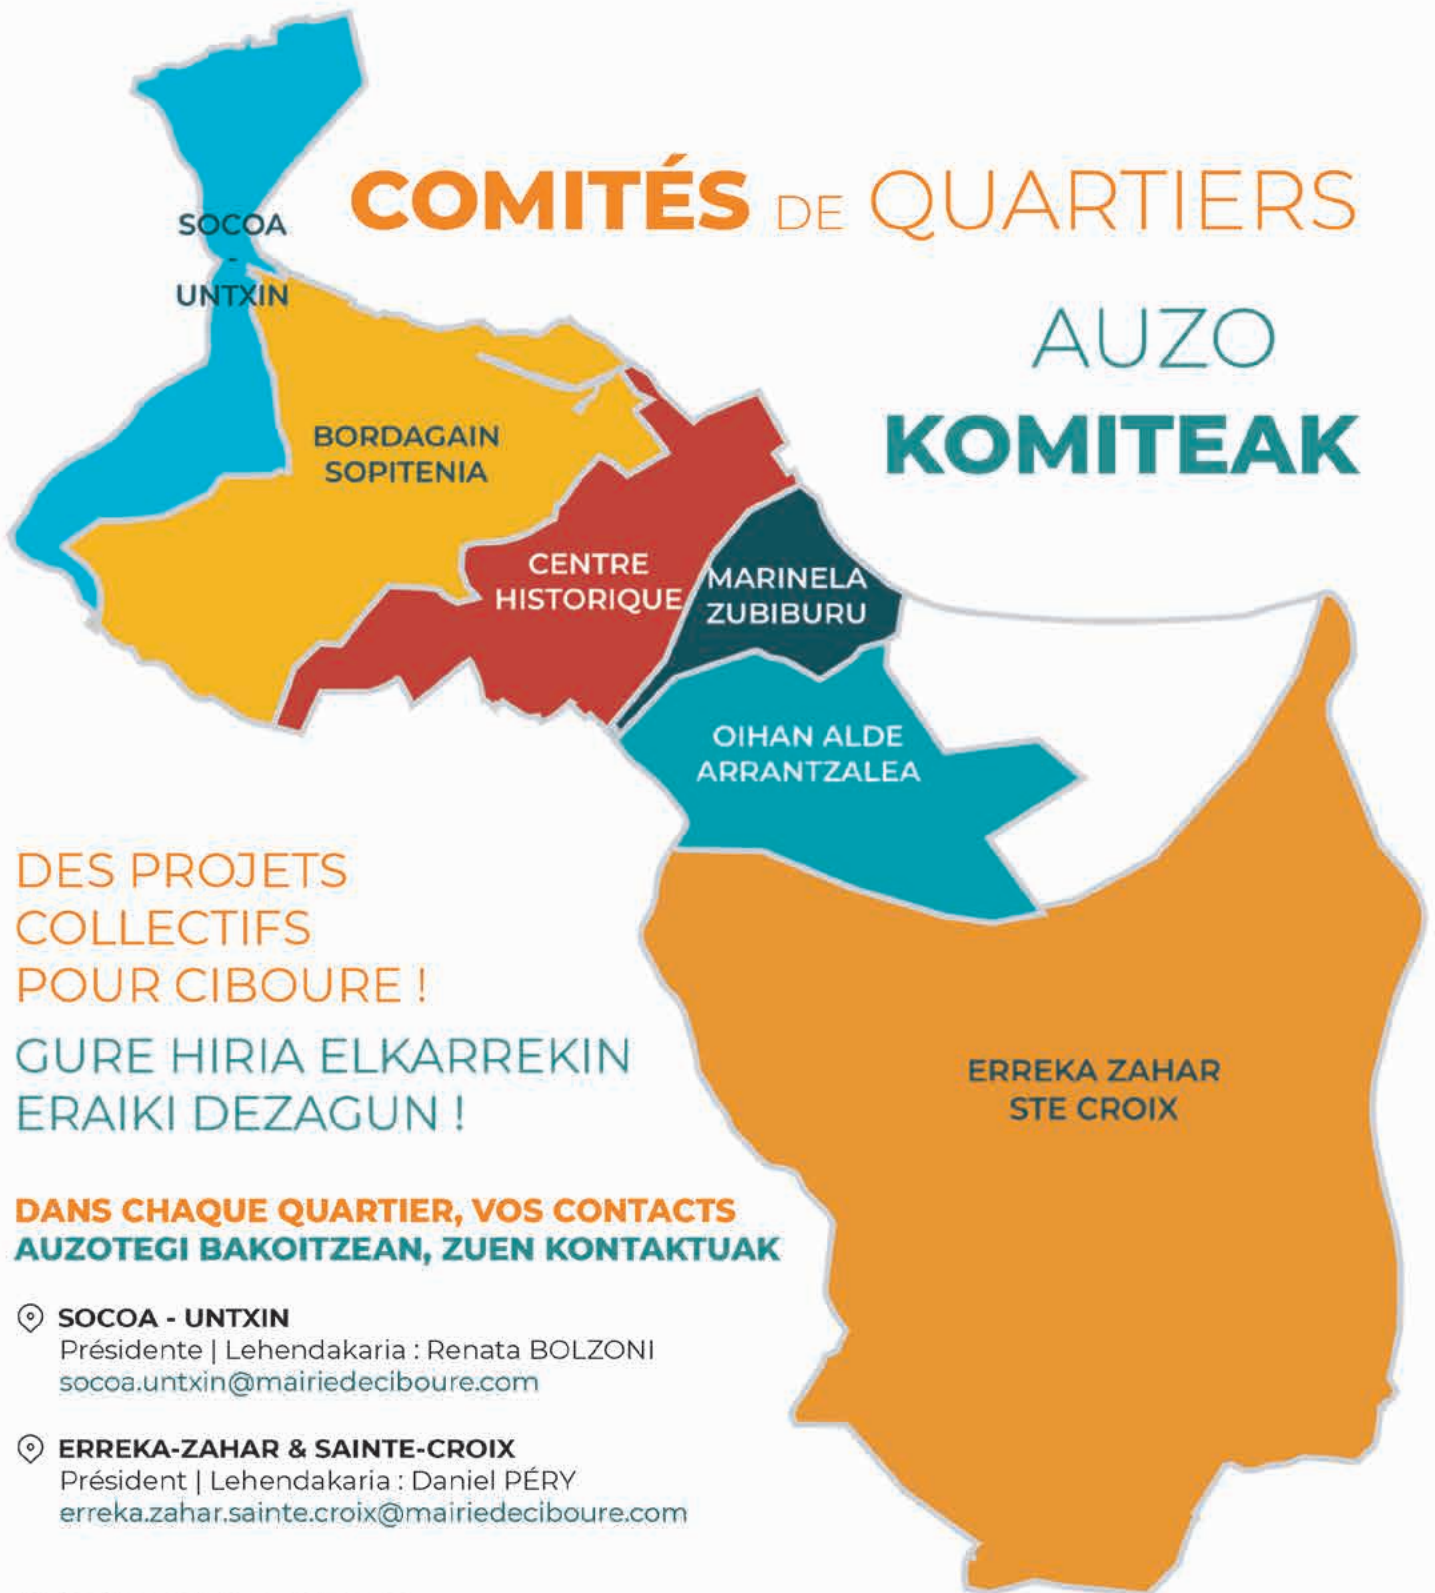 COMITÉS DE QUARTIERS
AUZO
KOMITEAK
SOCOA
-
UNTXIN
BORDAGAIN
SOPITENIA
CENTRE
HISTORIQUE
MARINELA
ZUBIBURU
OIHAN ALDE
ARRANTZALEA
ERREKA ZAHAR
STE CROIX
DES PROJETS
COLLECTIFS
POUR CIBOURE !
GURE HIRIA ELKARREKIN
ERAIKI DEZAGUN !
DANS CHAQUE QUARTIER, VOS CONTACTS
AUZOTEGI BAKOITZEAN, ZUEN KONTAKTUAK
SOCOA - UNTXIN
Présidente | Lehendakaria : Renata BOLZONI
socoa.untxin@mairiedeciboure.com
ERREKA-ZAHAR & SAINTE-CROIX
Président | Lehendakaria : Daniel PÉRY
erreka.zahar.sainte.croix@mairiedeciboure.com